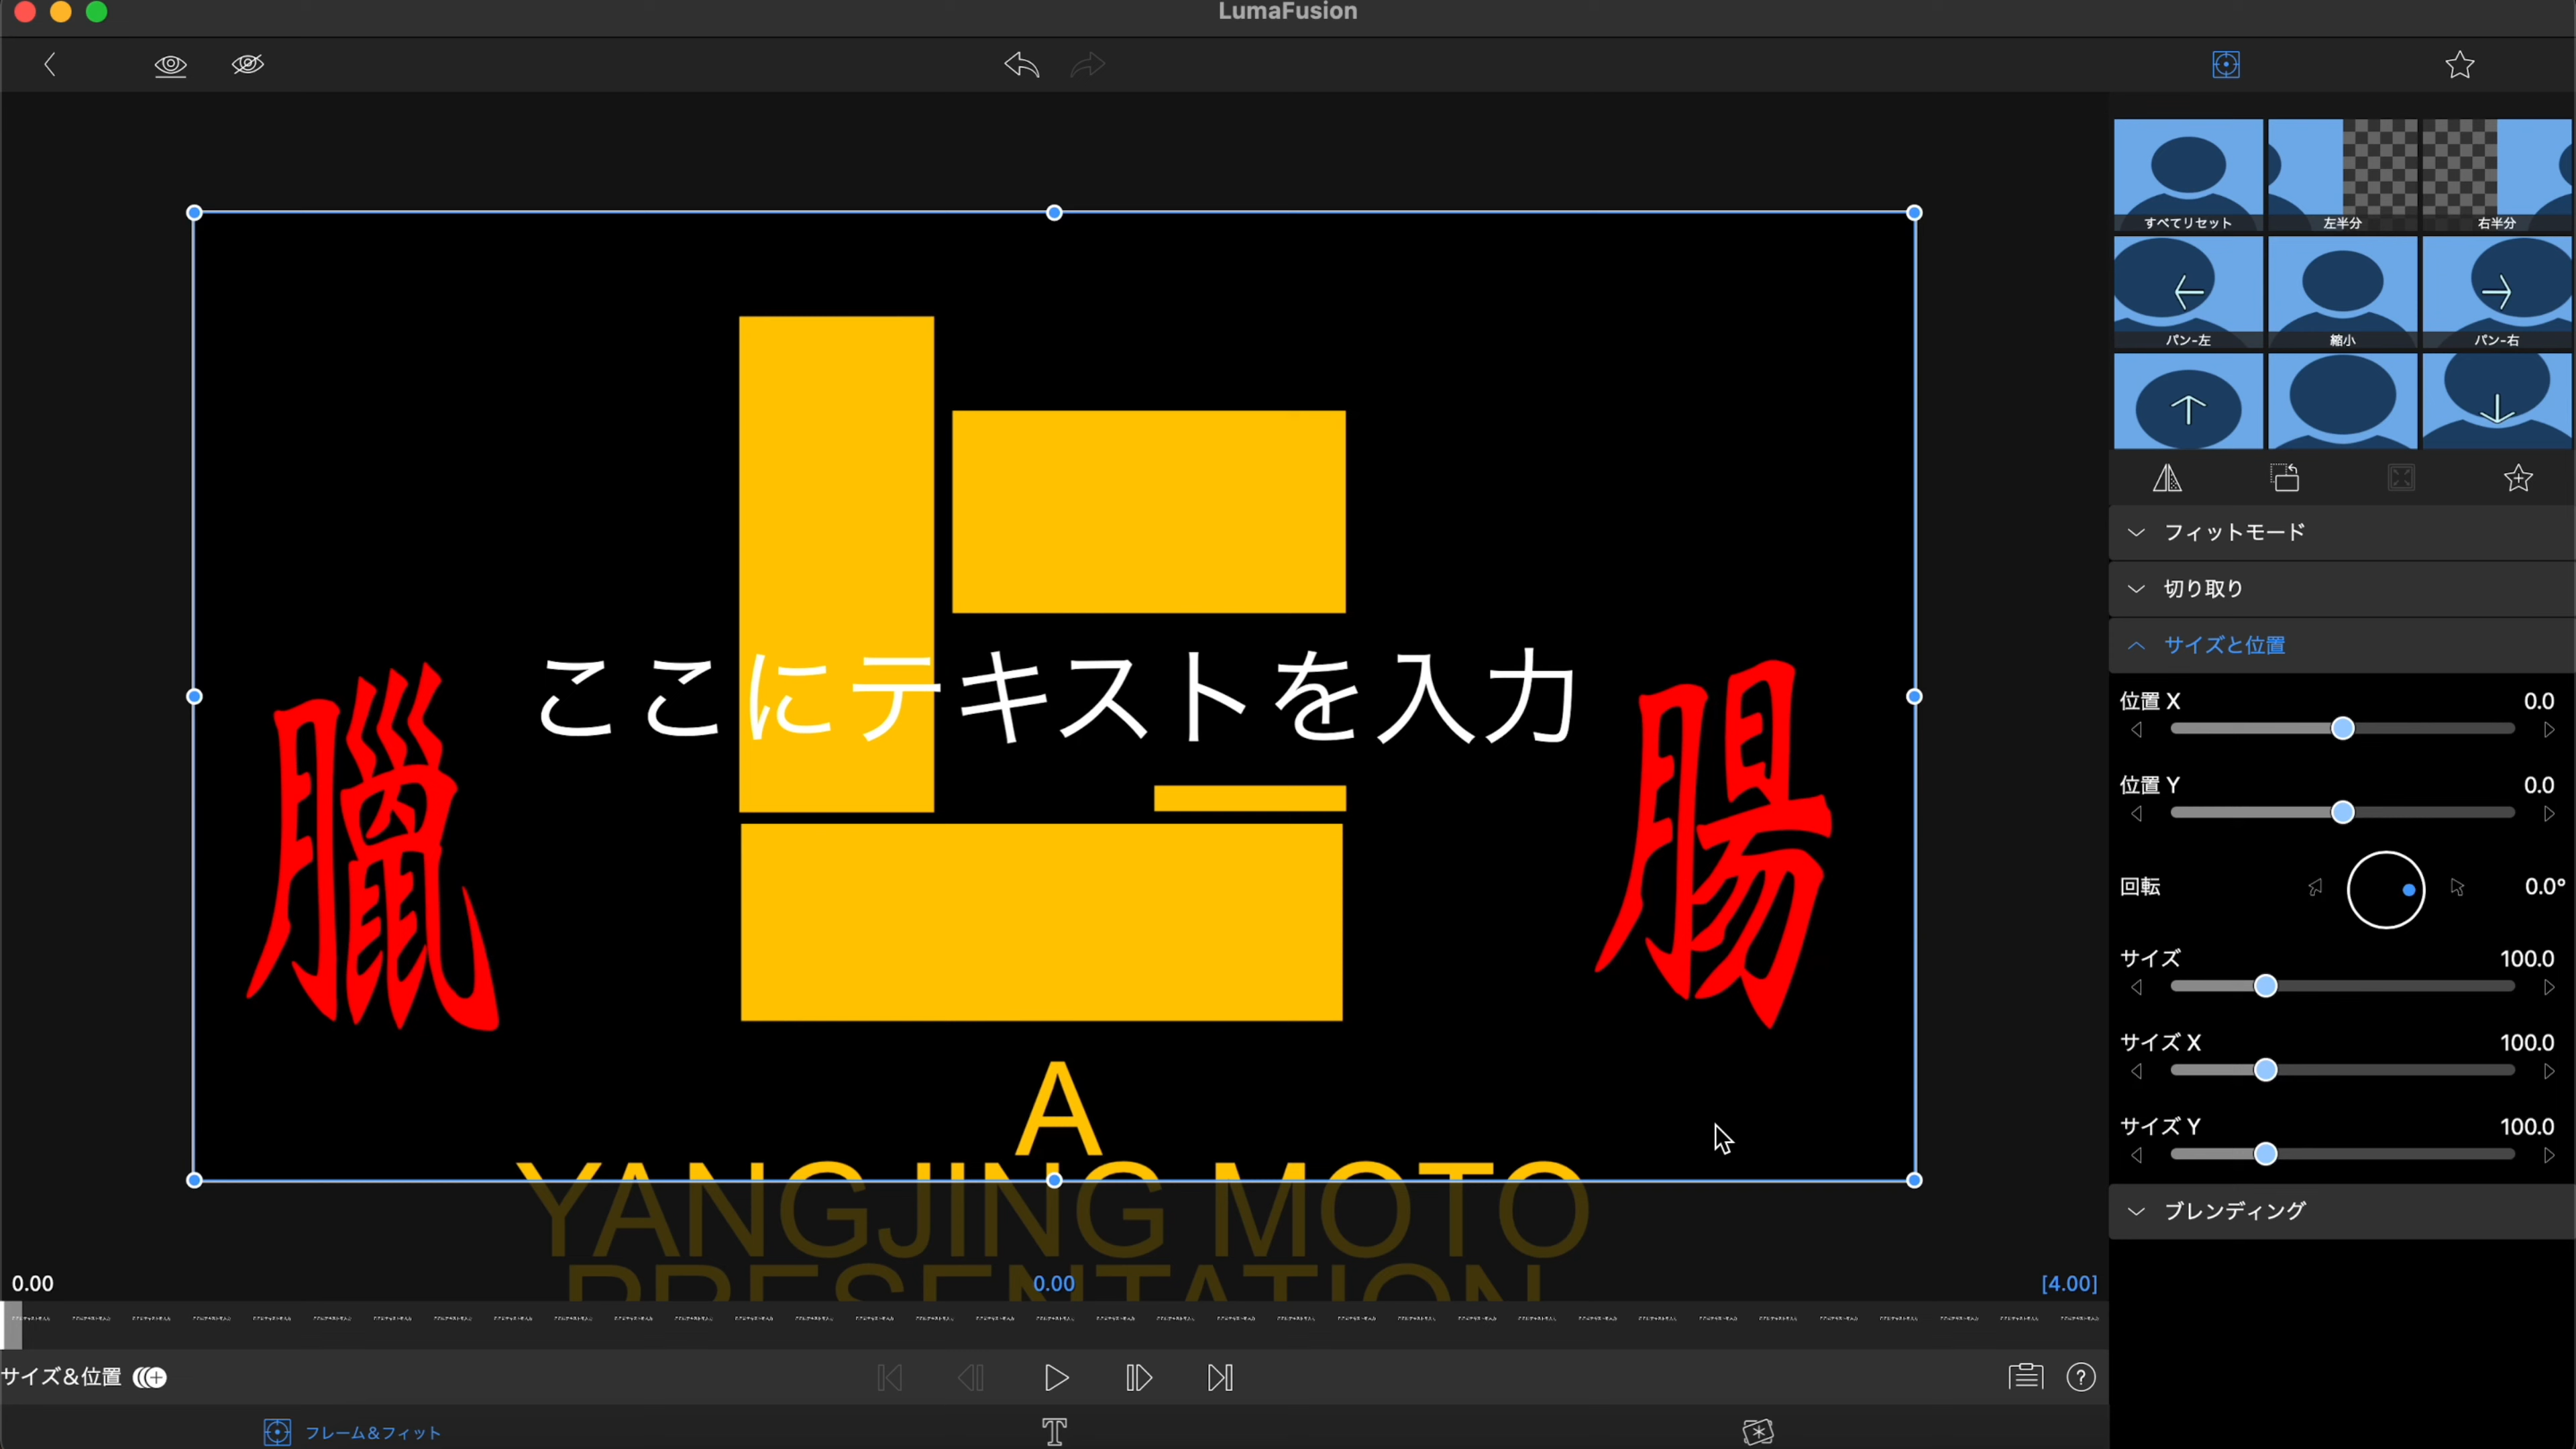 LumaFusion
すべてリセット
左半分
右半分
パン-左
縮小
パン-右
フィットモード
切り取り
サイズと位置
位置 X
0.0
位置 Y
0.0
回転
0.0°
サイズ
100.0
サイズ X
100.0
サイズ Y
100.0
ブレンディング
ここにテキストを入力
臘
腸
A
YANGJING MOTO
PRESENTATION
0.00
0.00
[4.00]
サイズ&位置
フレーム&フィット